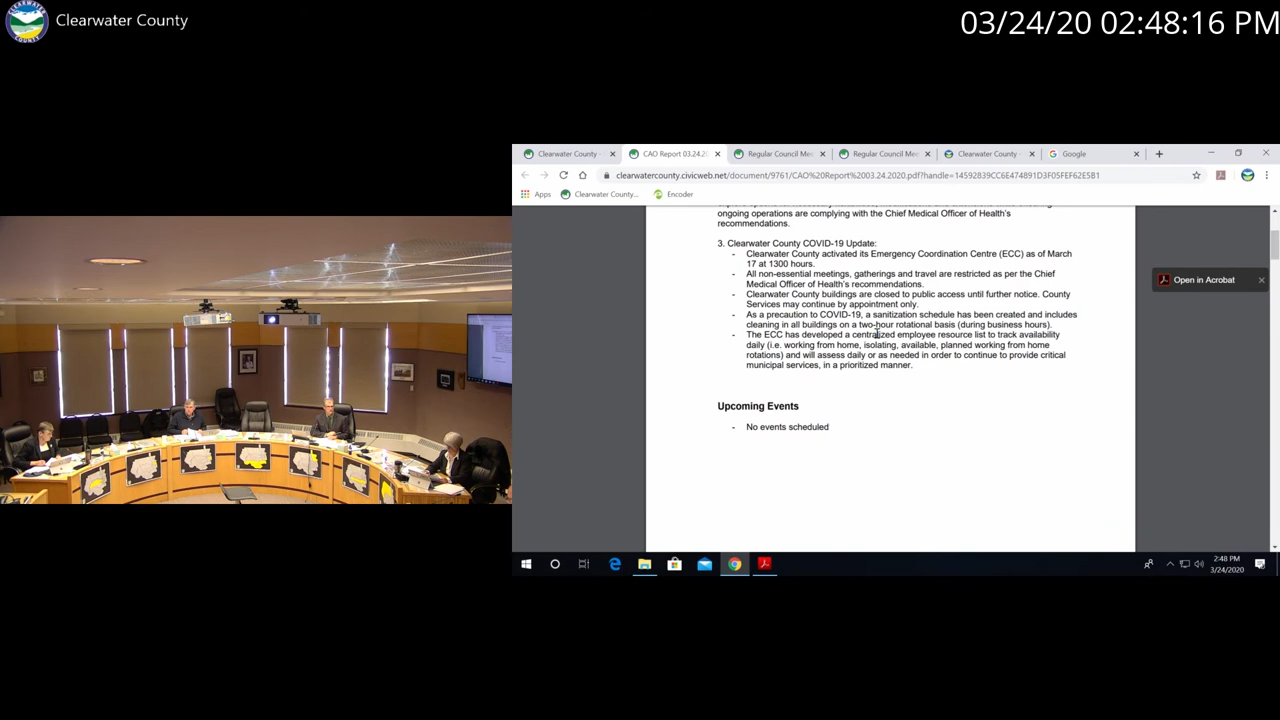 Clearwater County
03/24/20 02:48:16 PM
Clearwater County
CAO Report 03.24.20
Regular Council Mee
Regular Council Mee
Clearwater County
Google
clearwatercounty.civicweb.net/document/9761/CAO%20Report%2003.24.2020.pdf?handle=14592839CC6E474891D3F05FEF62E5B1
Apps
Clearwater County...
Encoder
ongoing operations are complying with the Chief Medical Officer of Health's
recommendations.
3. Clearwater County COVID-19 Update:
- Clearwater County activated its Emergency Coordination Centre (ECC) as of March
17 at 1300 hours.
- All non-essential meetings, gatherings and travel are restricted as per the Chief
Medical Officer of Health's recommendations.
- Clearwater County buildings are closed to public access until further notice. County
Services may continue by appointment only.
- As a precaution to COVID-19, a sanitization schedule has been created and includes
cleaning in all buildings on a two-hour rotational basis (during business hours).
- The ECC has developed a centralized employee resource list to track availability
daily (i.e. working from home, isolating, available, planned working from home
rotations) and will assess daily or as needed in order to continue to provide critical
municipal services, in a prioritized manner.
Upcoming Events
- No events scheduled
Open in Acrobat
2:48 PM
3/24/2020